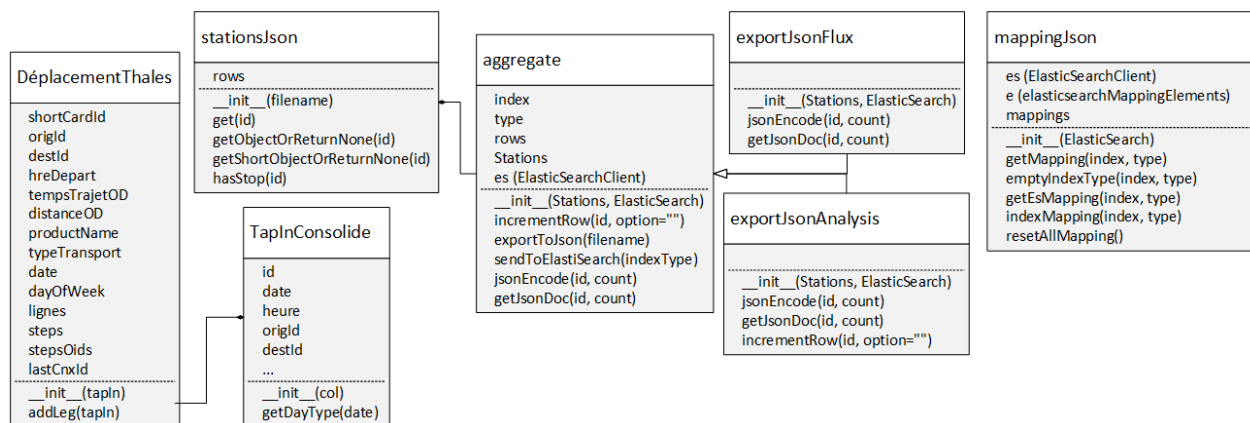 DéplacementThales
shortCardId
origId
destId
hreDepart
tempsTrajetOD
distanceOD
productName
typeTransport
date
dayOfWeek
lignes
steps
stepsOids
lastCnxId
__init__(tapIn)
addLeg(tapIn)
stationsJson
rows
__init__(filename)
get(id)
getObjectOrReturnNone(id)
getShortObjectOrReturnNone(id)
hasStop(id)
TapInConsolide
id
date
heure
origId
destId
...
__init__(col)
getDayType(date)
aggregate
index
type
rows
Stations
es (ElasticSearchClient)
__init__(Stations, ElasticSearch)
incrementRow(id, option="")
exportToJson(filename)
sendToElastiSearch(indexType)
jsonEncode(id, count)
getJsonDoc(id, count)
exportJsonFlux
__init__(Stations, ElasticSearch)
jsonEncode(id, count)
getJsonDoc(id, count)
exportJsonAnalysis
__init__(Stations, ElasticSearch)
jsonEncode(id, count)
getJsonDoc(id, count)
incrementRow(id, option="")
mappingJson
es (ElasticSearchClient)
e (elasticsearchMappingElements)
mappings
__init__(ElasticSearch)
getMapping(index, type)
emptyIndexType(index, type)
getEsMapping(index, type)
indexMapping(index, type)
resetAllMapping()